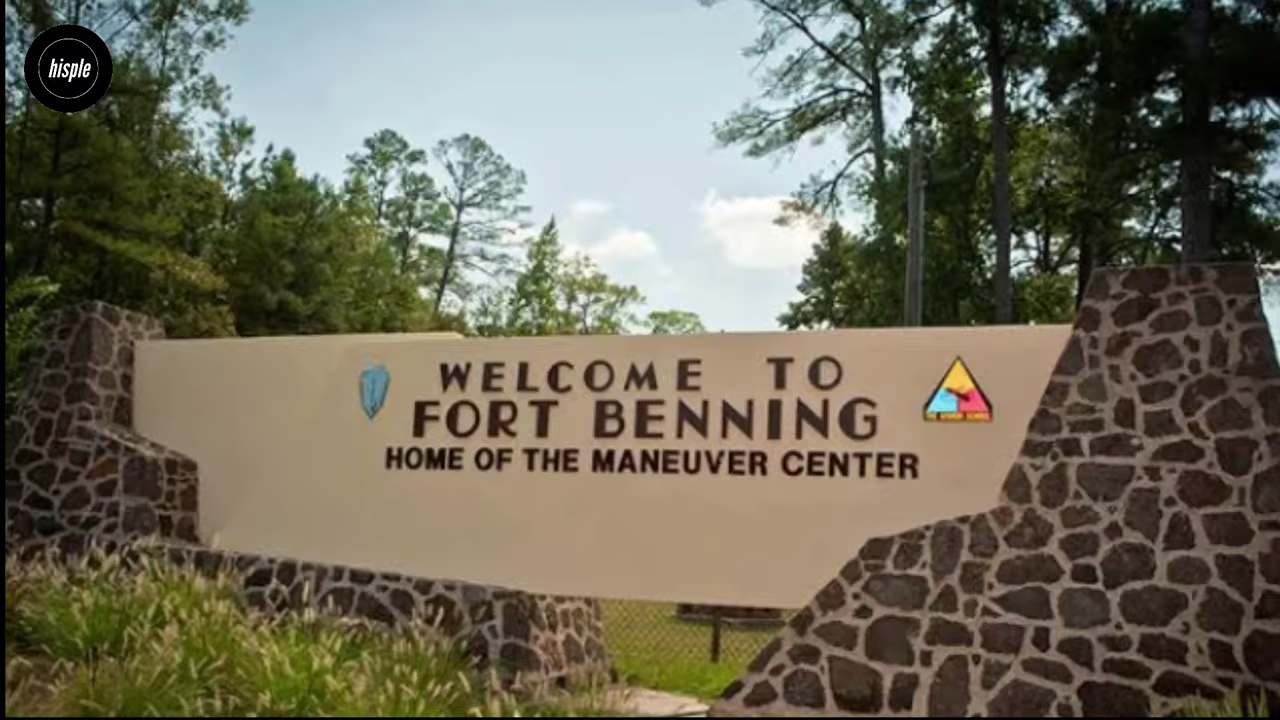 hisple
WELCOME TO
FORT BENNING
HOME OF THE MANEUVER CENTER